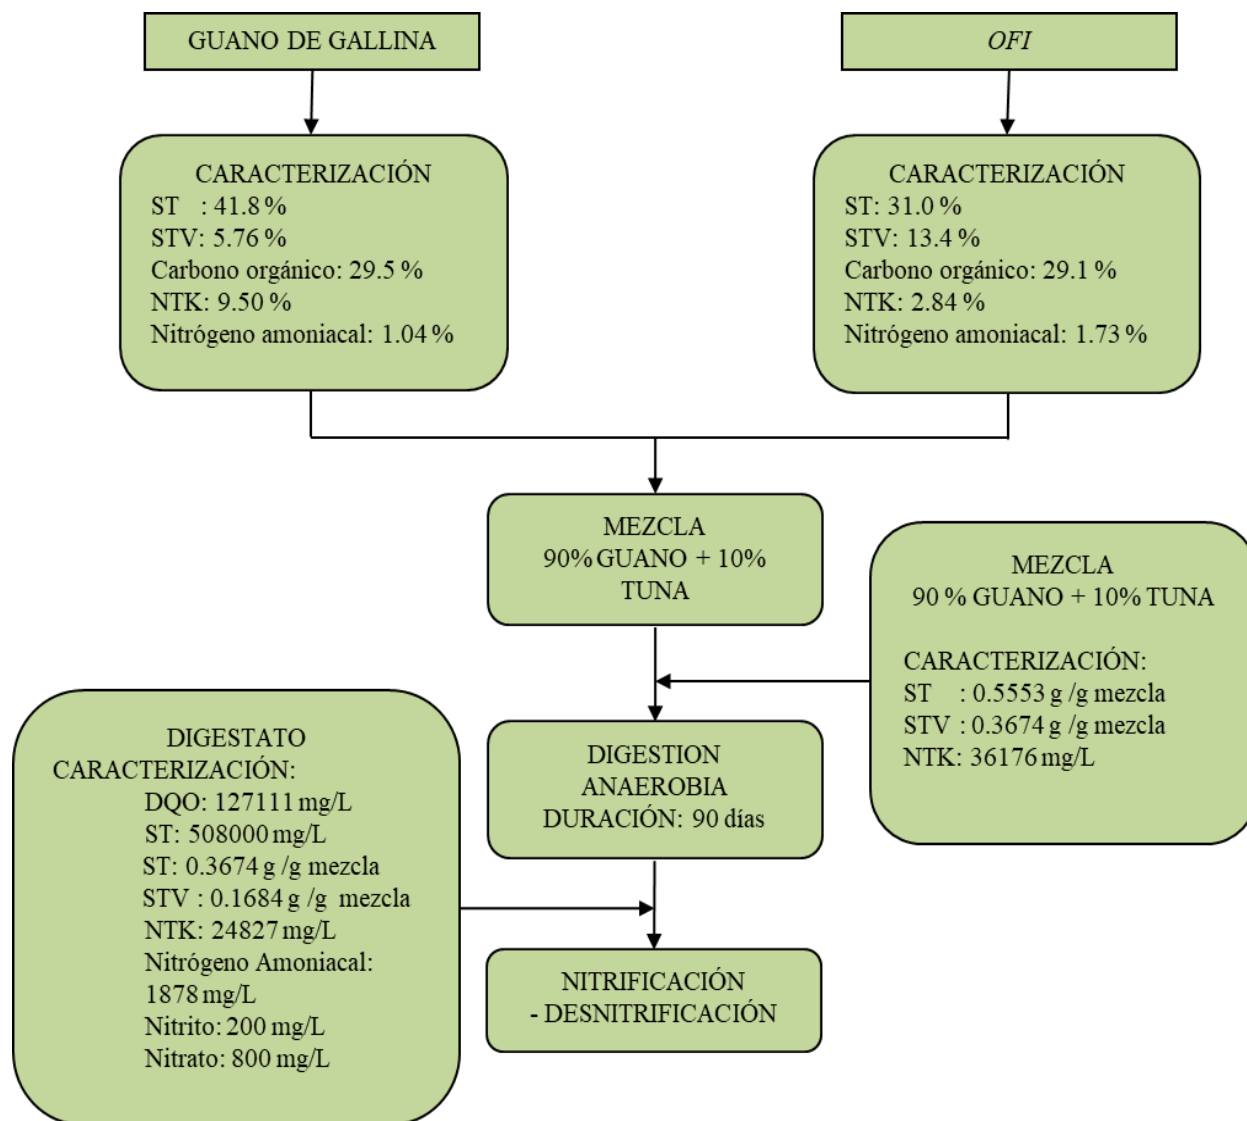 GUANO DE GALLINA
OFI
CARACTERIZACIÓN
ST : 41.8 %
STV: 5.76 %
Carbono orgánico: 29.5 %
NTK: 9.50 %
Nitrógeno amoniacal: 1.04 %
CARACTERIZACIÓN
ST: 31.0 %
STV: 13.4 %
Carbono orgánico: 29.1 %
NTK: 2.84 %
Nitrógeno amoniacal: 1.73 %
MEZCLA
90% GUANO + 10%
TUNA
MEZCLA
90 % GUANO + 10% TUNA
CARACTERIZACIÓN:
ST : 0.5553 g /g mezcla
STV : 0.3674 g /g mezcla
NTK: 36176 mg/L
DIGESTION
ANAEROBIA
DURACIÓN: 90 días
DIGESTATO
CARACTERIZACIÓN:
DQO: 127111 mg/L
ST: 508000 mg/L
ST: 0.3674 g /g mezcla
STV : 0.1684 g /g mezcla
NTK: 24827 mg/L
Nitrógeno Amoniacal:
1878 mg/L
Nitrito: 200 mg/L
Nitrato: 800 mg/L
NITRIFICACIÓN
- DESNITRIFICACIÓN